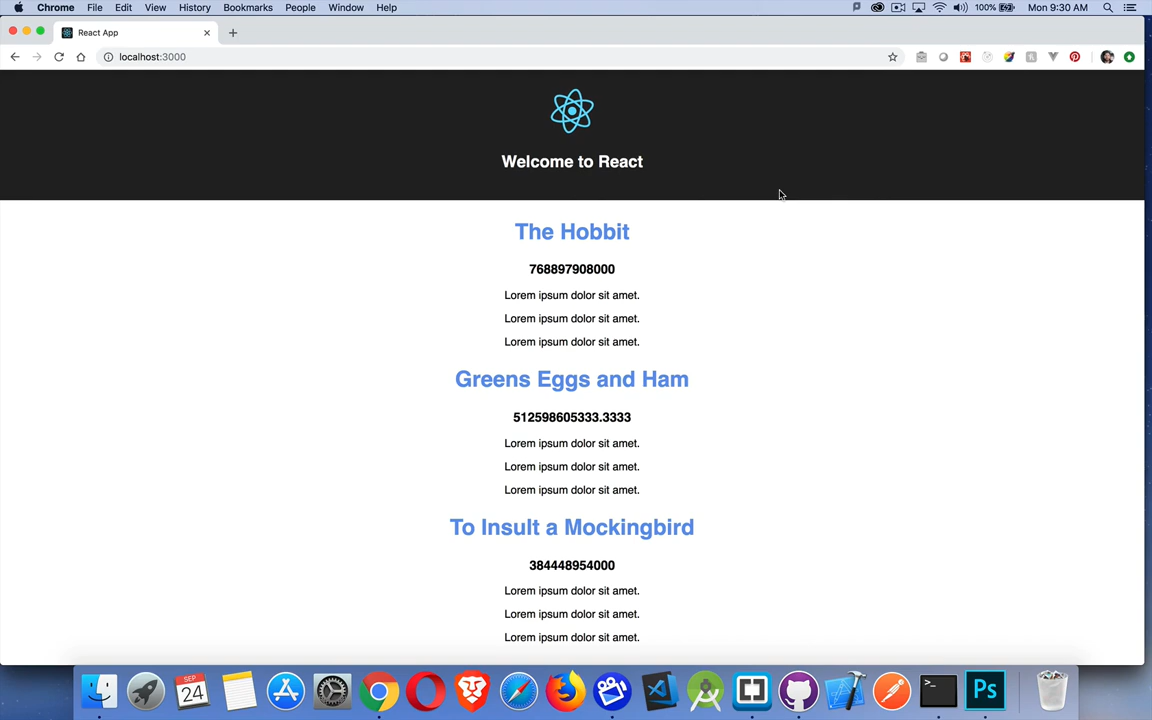 Chrome File Edit View History Bookmarks People Window Help 100% Mon 9:30 AM
React App
localhost:3000
Welcome to React
The Hobbit
768897908000
Lorem ipsum dolor sit amet.
Lorem ipsum dolor sit amet.
Lorem ipsum dolor sit amet.
Greens Eggs and Ham
512598605333.3333
Lorem ipsum dolor sit amet.
Lorem ipsum dolor sit amet.
Lorem ipsum dolor sit amet.
To Insult a Mockingbird
384448954000
Lorem ipsum dolor sit amet.
Lorem ipsum dolor sit amet.
Lorem ipsum dolor sit amet.
SEP
24
>_
Ps